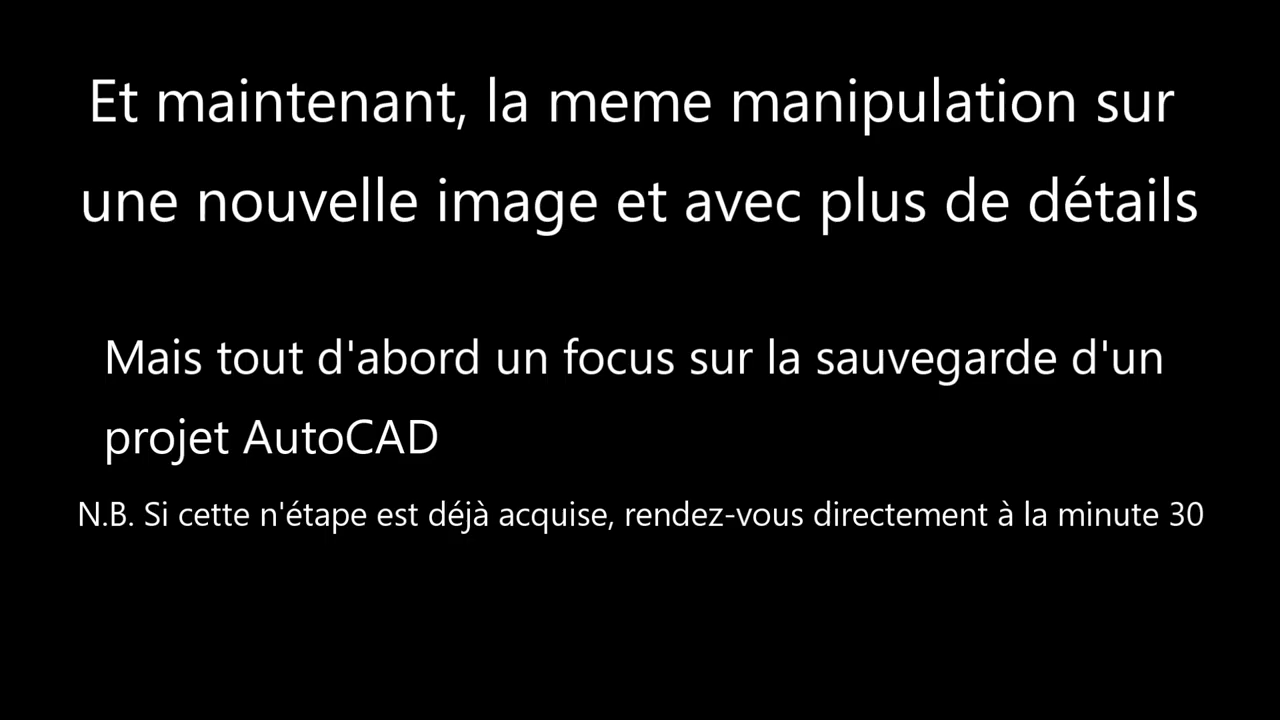 Et maintenant, la meme manipulation sur
une nouvelle image et avec plus de détails
Mais tout d'abord un focus sur la sauvegarde d'un
projet AutoCAD
N.B. Si cette n'étape est déjà acquise, rendez-vous directement à la minute 30